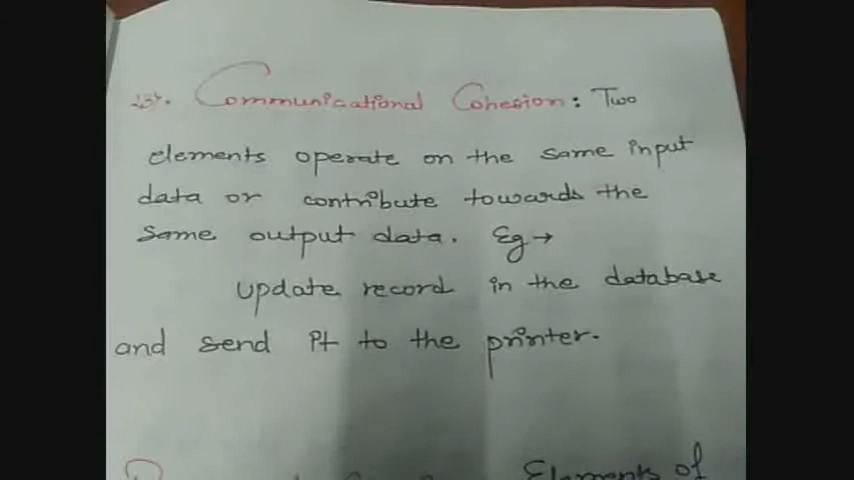 Communicational Cohesion: Two
elements operate on the same input
data or contribute towards the
same output data. Eg →
update record in the database
and send it to the printer.
Elements of